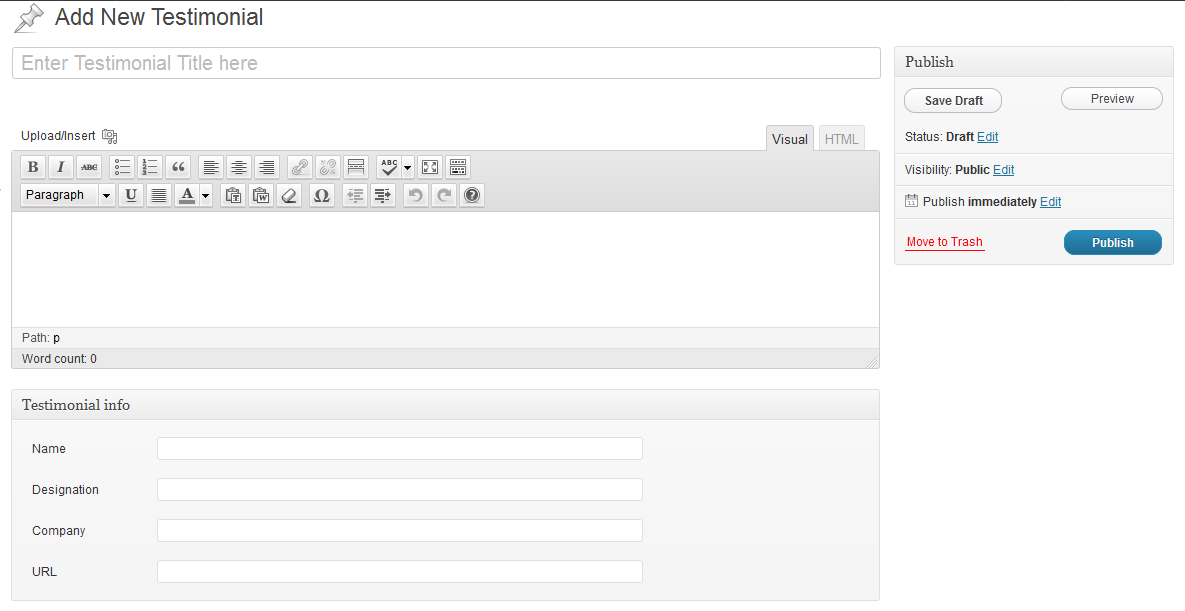 Add New Testimonial
Enter Testimonial Title here
Upload/Insert
Visual HTML
B I ABC ABC
Paragraph U A T W Ω ?
Path: p
Word count: 0
Testimonial info
Name
Designation
Company
URL
Publish
Save Draft Preview
Status: Draft Edit
Visibility: Public Edit
Publish immediately Edit
Move to Trash Publish